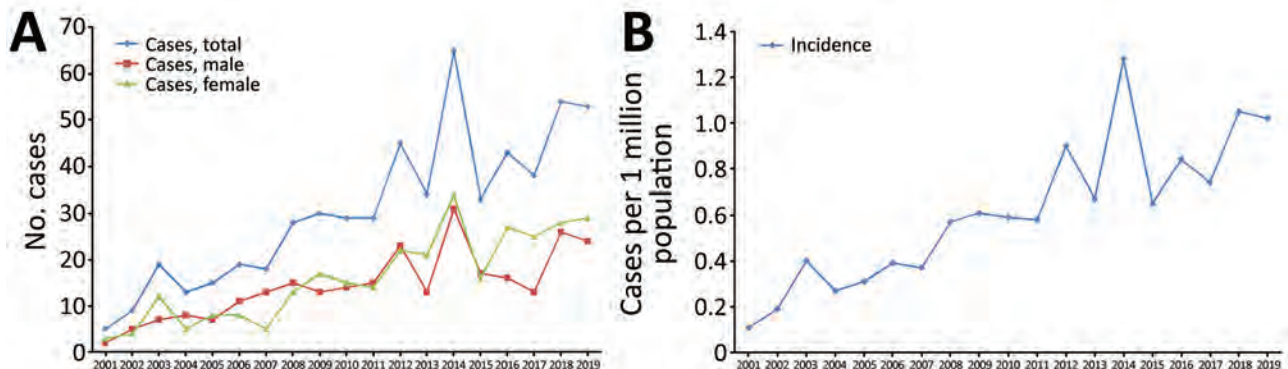 A
No. cases
70
60
50
40
30
20
10
0
Cases, total
Cases, male
Cases, female
2001 2002 2003 2004 2005 2006 2007 2008 2009 2010 2011 2012 2013 2014 2015 2016 2017 2018 2019
B
Cases per 1 million
population
1.4
1.2
1.0
0.8
0.6
0.4
0.2
0
Incidence
2001 2002 2003 2004 2005 2006 2007 2008 2009 2010 2011 2012 2013 2014 2015 2016 2017 2018 2019